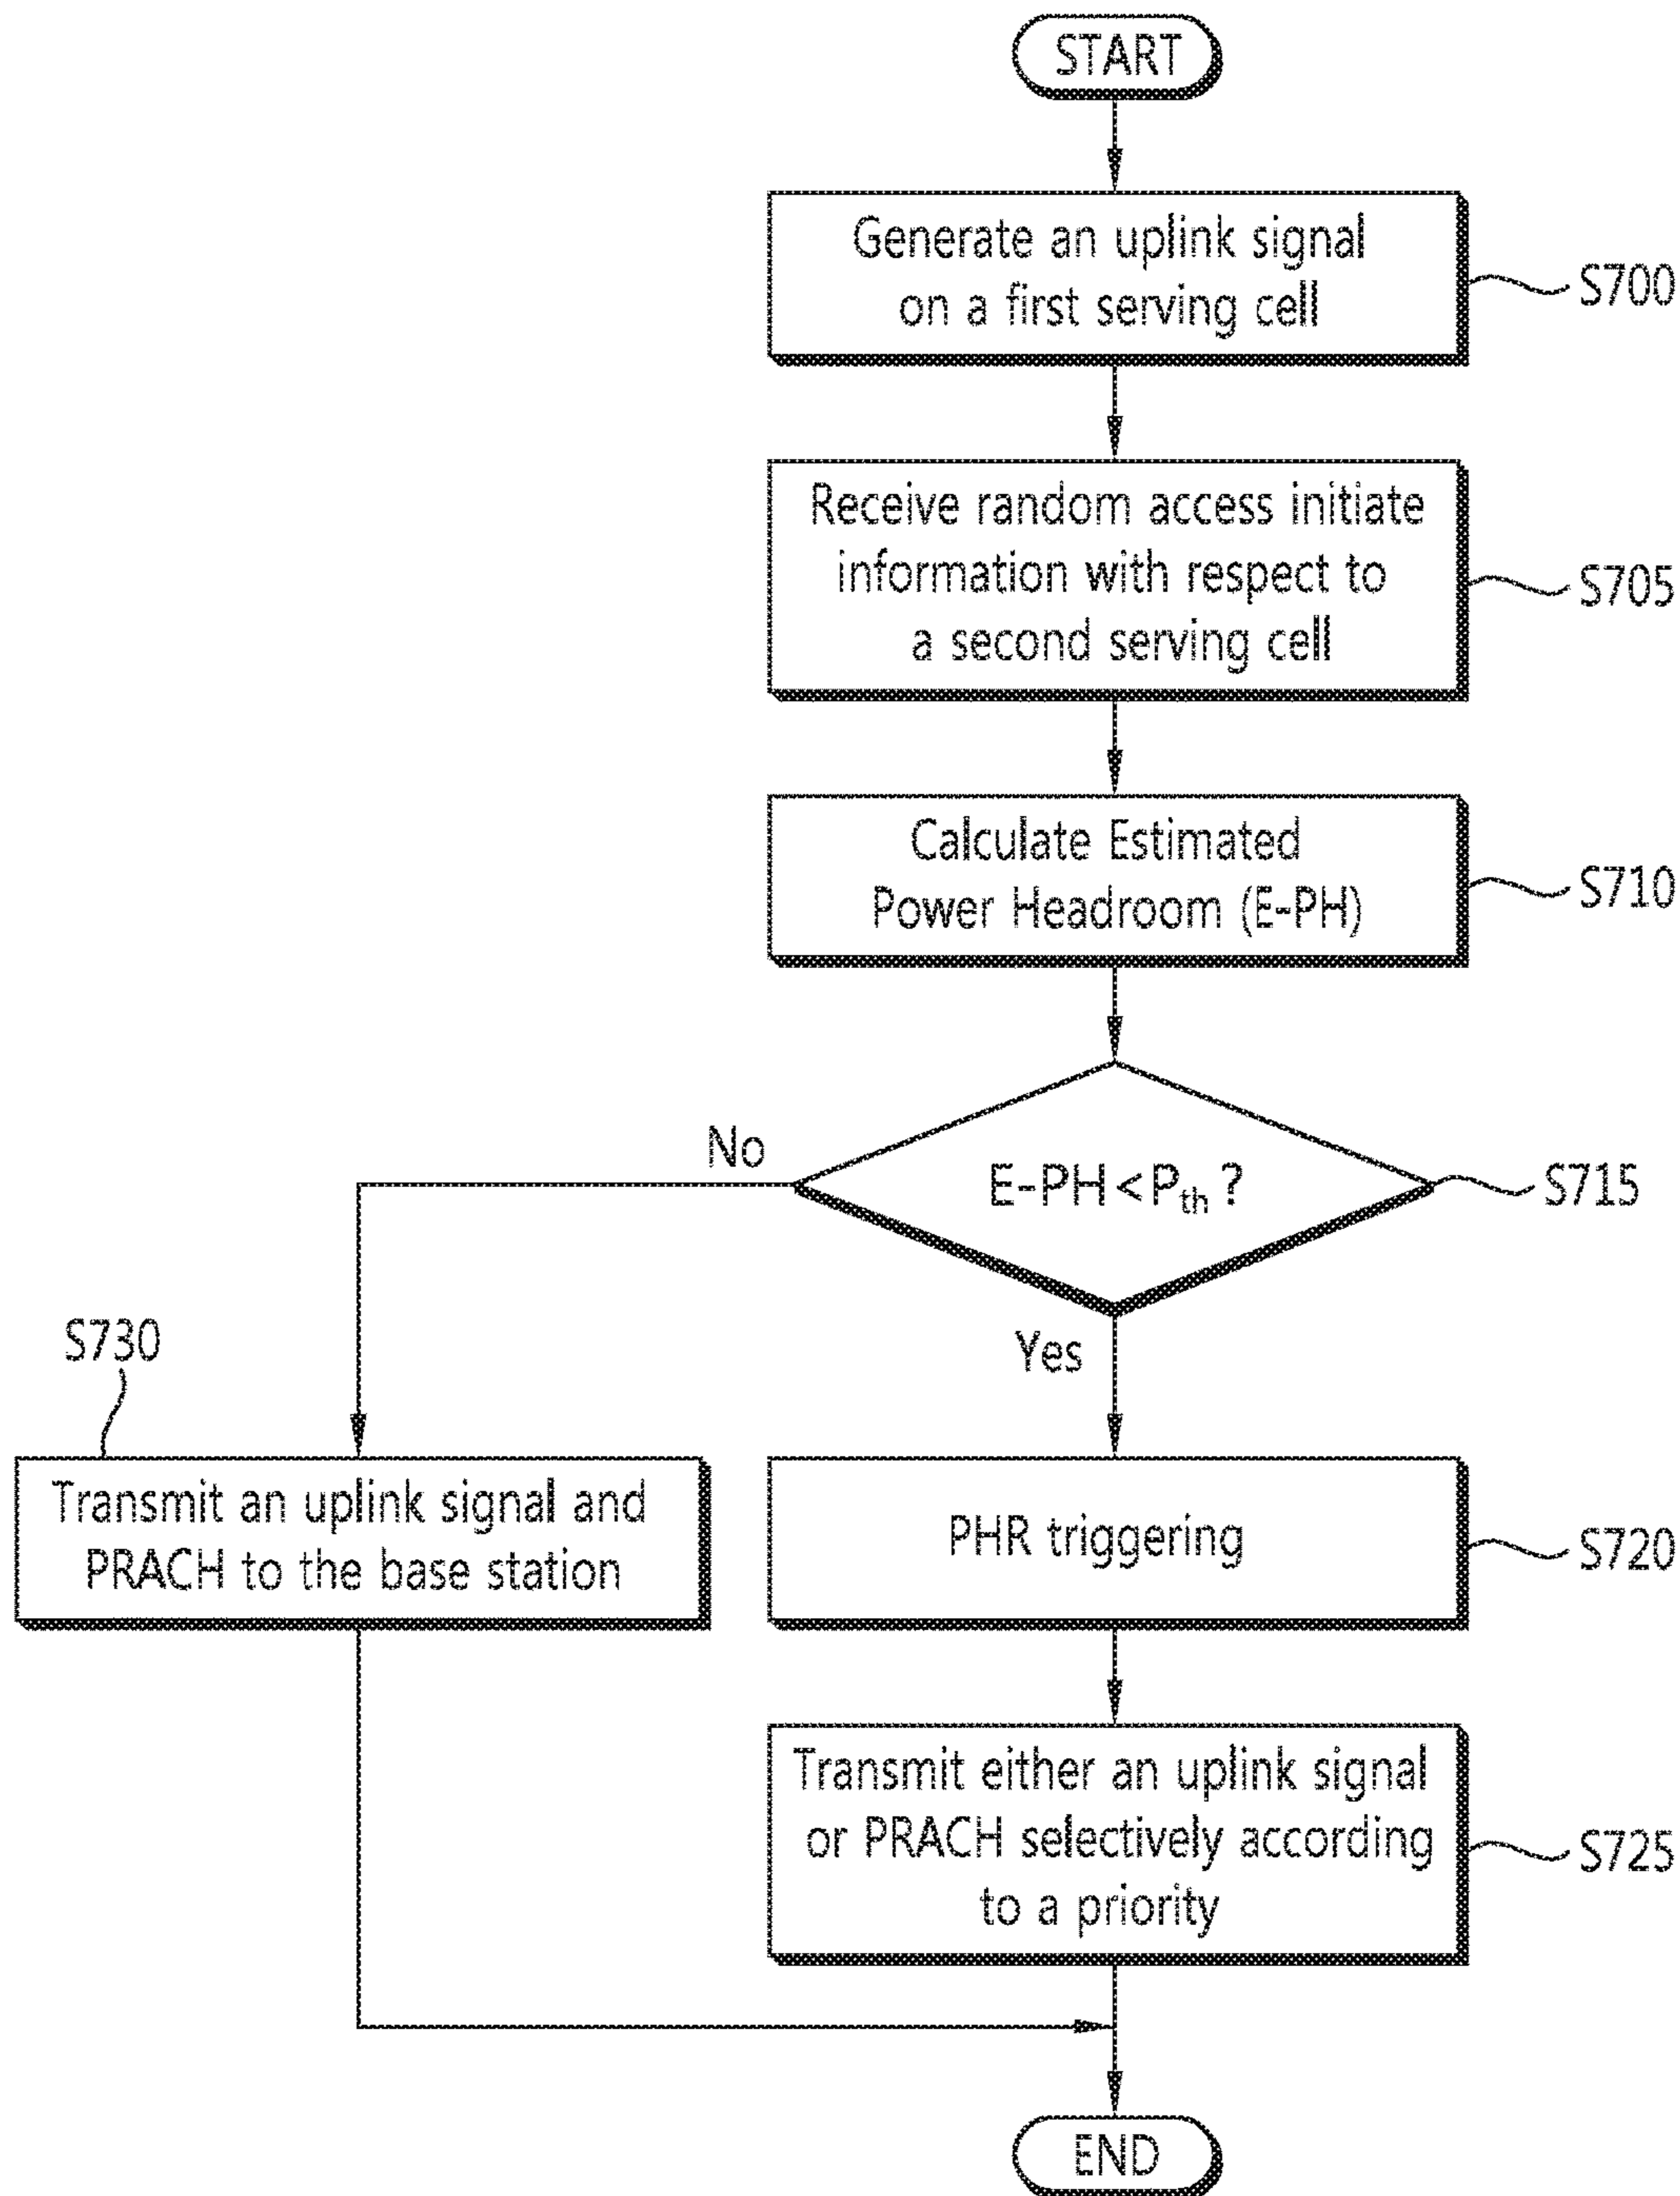 START
Generate an uplink signal
on a first serving cell
S700
Receive random access initiate
information with respect to
a second serving cell
S705
Calculate Estimated
Power Headroom (E-PH)
S710
No
E-PH < Pth ?
S715
Yes
S730
Transmit an uplink signal and
PRACH to the base station
PHR triggering
S720
Transmit either an uplink signal
or PRACH selectively according
to a priority
S725
END